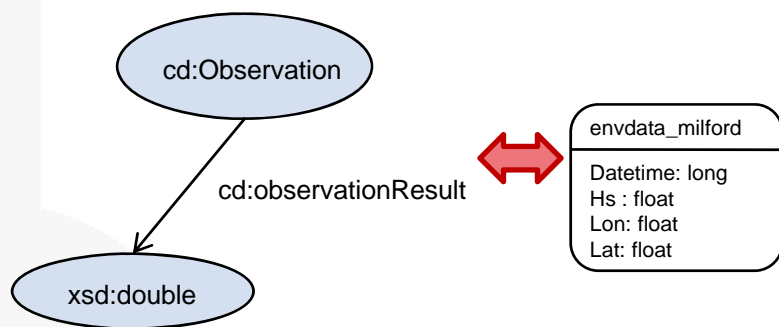 cd:Observation
cd:observationResult
xsd:double
envdata_milford
Datetime: long
Hs : float
Lon: float
Lat: float